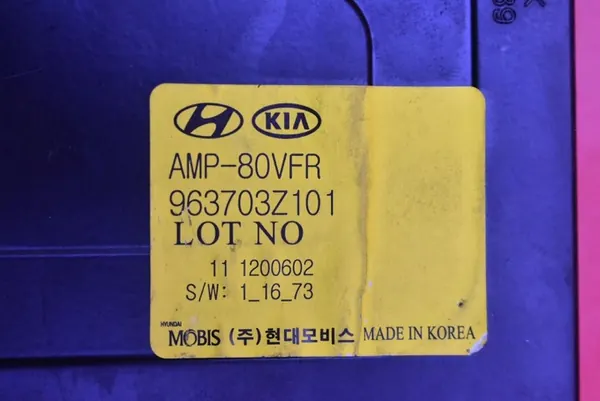 KIA
AMP-80VFR
963703Z101
LOT NO
11 1200602
S/W: 1_16_73
HYUNDAI
MOBIS (주)현대모비스 MADE IN KOREA